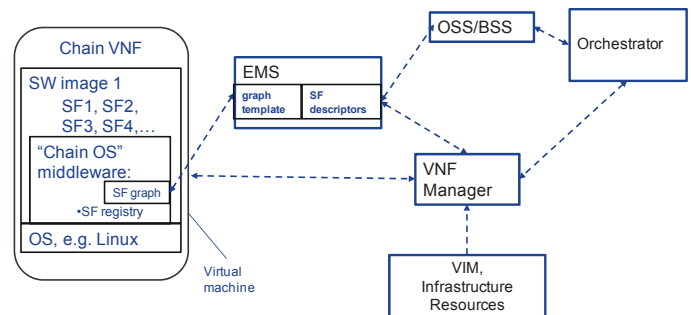 Chain VNF
SW image 1
SF1, SF2,
SF3, SF4,…
“Chain OS”
middleware:
SF graph
•SF registry
OS, e.g. Linux
Virtual
machine
EMS
graph
template
SF
descriptors
OSS/BSS
Orchestrator
VNF
Manager
VIM,
Infrastructure
Resources